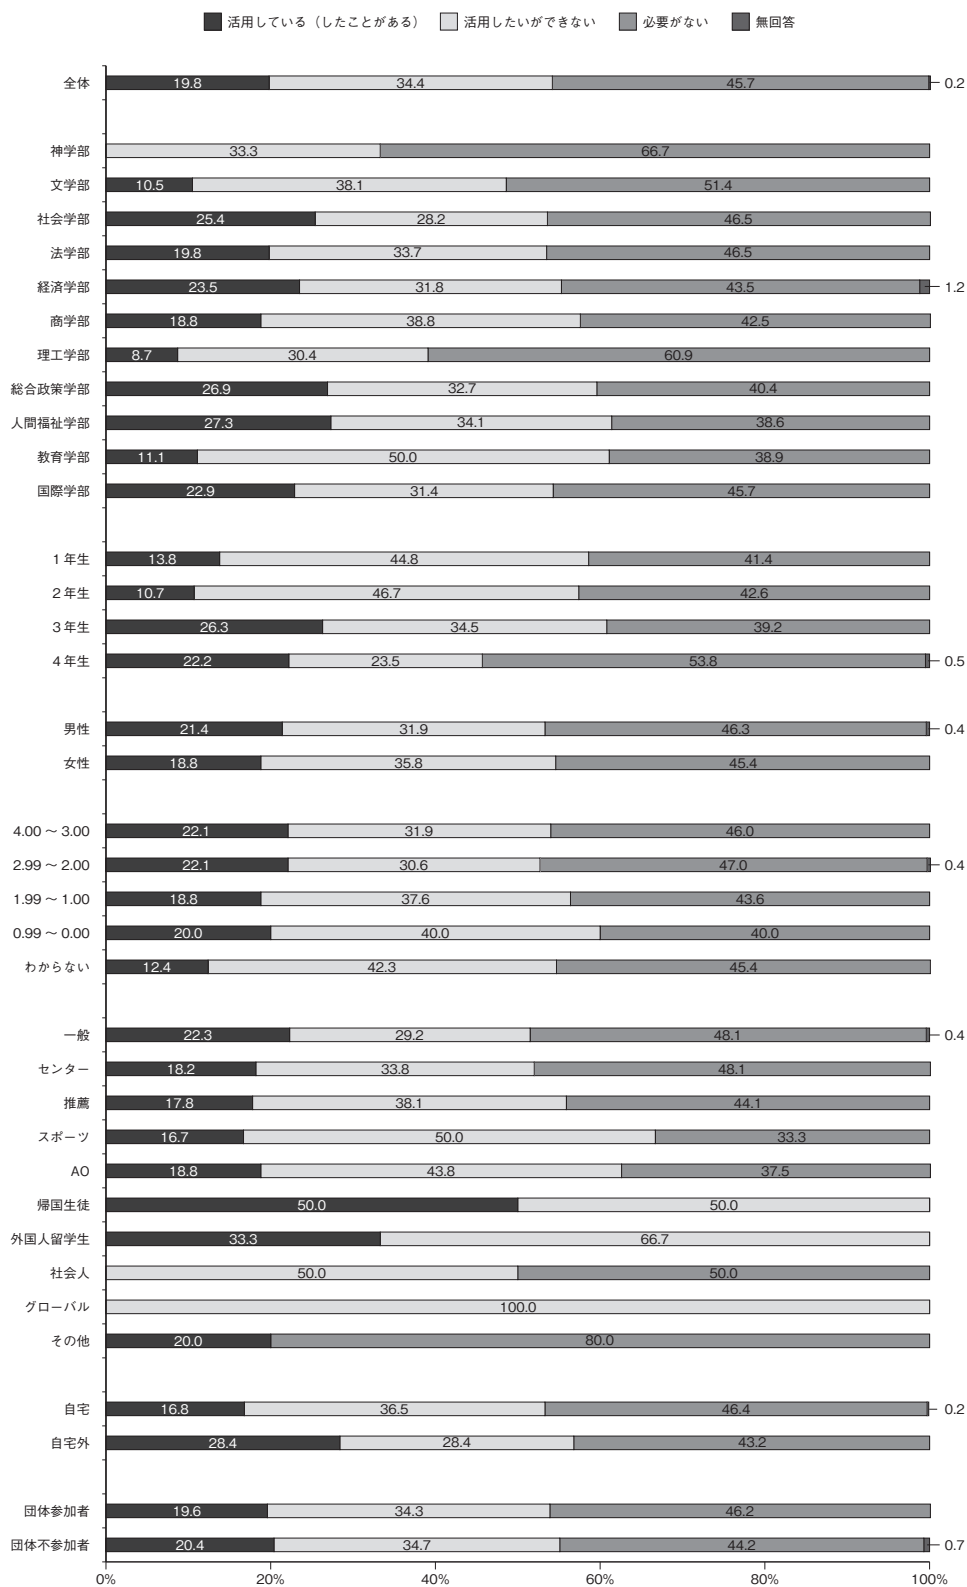 活用している（したことがある） 活用したいができない 必要がない 無回答
全体 19.8 34.4 45.7 0.2
神学部 33.3 66.7
文学部 10.5 38.1 51.4
社会学部 25.4 28.2 46.5
法学部 19.8 33.7 46.5
経済学部 23.5 31.8 43.5 1.2
商学部 18.8 38.8 42.5
理工学部 8.7 30.4 60.9
総合政策学部 26.9 32.7 40.4
人間福祉学部 27.3 34.1 38.6
教育学部 11.1 50.0 38.9
国際学部 22.9 31.4 45.7
1年生 13.8 44.8 41.4
2年生 10.7 46.7 42.6
3年生 26.3 34.5 39.2
4年生 22.2 23.5 53.8 0.5
男性 21.4 31.9 46.3 0.4
女性 18.8 35.8 45.4
4.00～3.00 22.1 31.9 46.0
2.99～2.00 22.1 30.6 47.0 0.4
1.99～1.00 18.8 37.6 43.6
0.99～0.00 20.0 40.0 40.0
わからない 12.4 42.3 45.4
一般 22.3 29.2 48.1 0.4
センター 18.2 33.8 48.1
推薦 17.8 38.1 44.1
スポーツ 16.7 50.0 33.3
AO 18.8 43.8 37.5
帰国生徒 50.0 50.0
外国人留学生 33.3 66.7
社会人 50.0 50.0
グローバル 100.0
その他 20.0 80.0
自宅 16.8 36.5 46.4 0.2
自宅外 28.4 28.4 43.2
団体参加者 19.6 34.3 46.2
団体不参加者 20.4 34.7 44.2 0.7
0% 20% 40% 60% 80% 100%